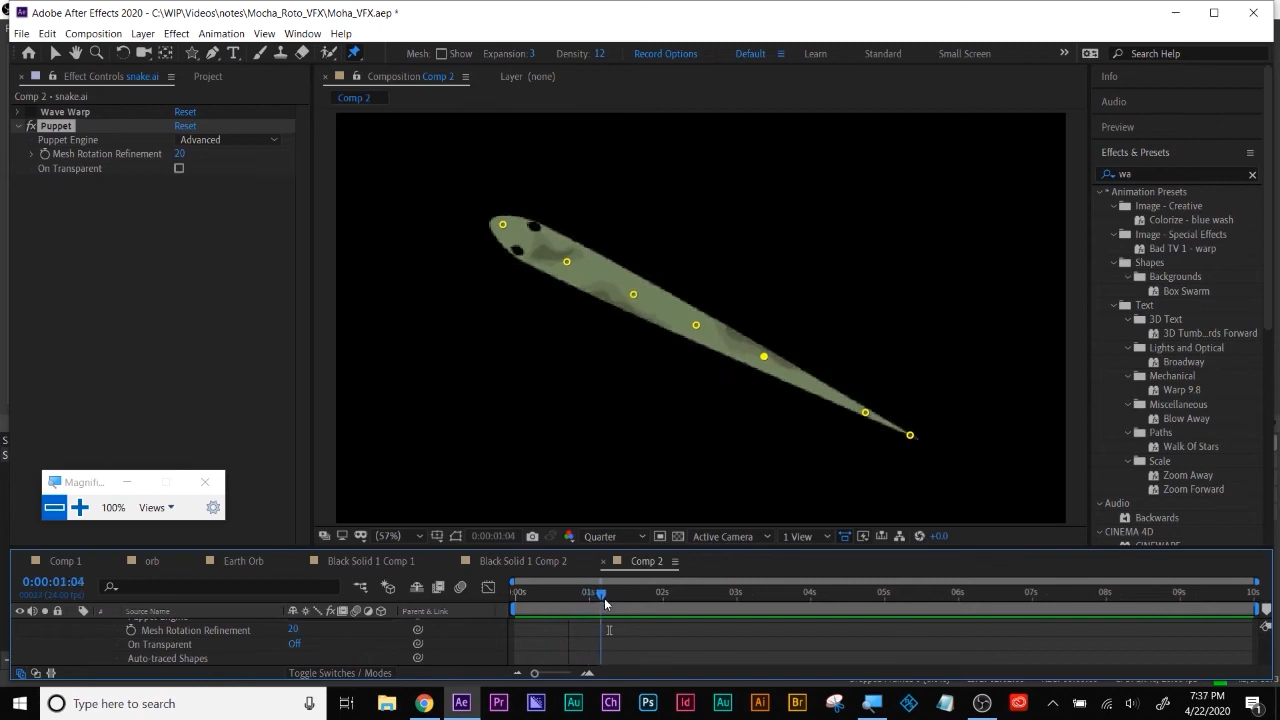 Adobe After Effects 2020 - C:\WIP\Videos\notes\Mocha_Roto_VFX\Moha_VFX.aep *
File Edit Composition Layer Effect Animation View Window Help
Mesh: Show Expansion: 3 Density: 12 Record Options Default Learn Standard Small Screen Search Help
Effect Controls snake.ai Project
Composition Comp 2 Layer (none)
Info
Comp 2 • snake.ai
Comp 2
Wave Warp Reset
Puppet Reset
Puppet Engine Advanced
Mesh Rotation Refinement 20
On Transparent
Audio
Preview
Effects & Presets
wa
* Animation Presets
Image - Creative
Colorize - blue wash
Image - Special Effects
Bad TV 1 - warp
Shapes
Backgrounds
Box Swarm
Text
3D Text
3D Tumb...rds Forward
Lights and Optical
Broadway
Mechanical
Warp 9.8
Miscellaneous
Blow Away
Paths
Walk Of Stars
Scale
Zoom Away
Zoom Forward
Audio
Backwards
CINEMA 4D
CINEWARE
Magnifi...
100% Views
(57%) 0:00:01:04 Quarter Active Camera 1 View +0.0
Comp 1 orb Earth Orb Black Solid 1 Comp 1 Black Solid 1 Comp 2 Comp 2
0:00:01:04
00028 (24.00 fps)
:00s 01s 02s 03s 04s 05s 06s 07s 08s 09s 10s
# Source Name Parent & Link
Mesh Rotation Refinement 20
On Transparent Off
Auto-traced Shapes
Toggle Switches / Modes
Type here to search
7:37 PM
4/22/2020